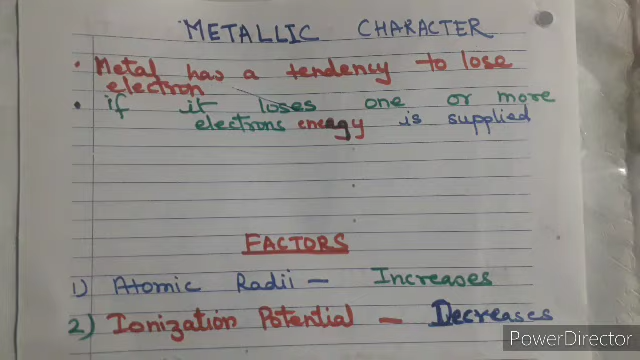 METALLIC CHARACTER
• Metal has a tendency to lose
electron
• if it loses one or more
electrons energy is supplied
FACTORS
1) Atomic Radii – Increases
2) Ionization Potential – Decreases
PowerDirector